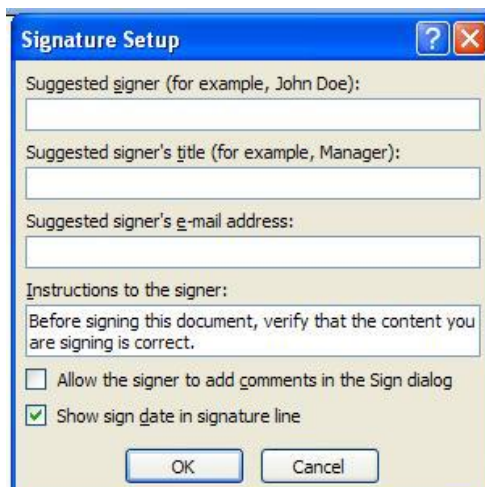 Signature Setup
Suggested signer (for example, John Doe):
Suggested signer's title (for example, Manager):
Suggested signer's e-mail address:
Instructions to the signer:
Before signing this document, verify that the content you
are signing is correct.
Allow the signer to add comments in the Sign dialog
Show sign date in signature line
OK Cancel